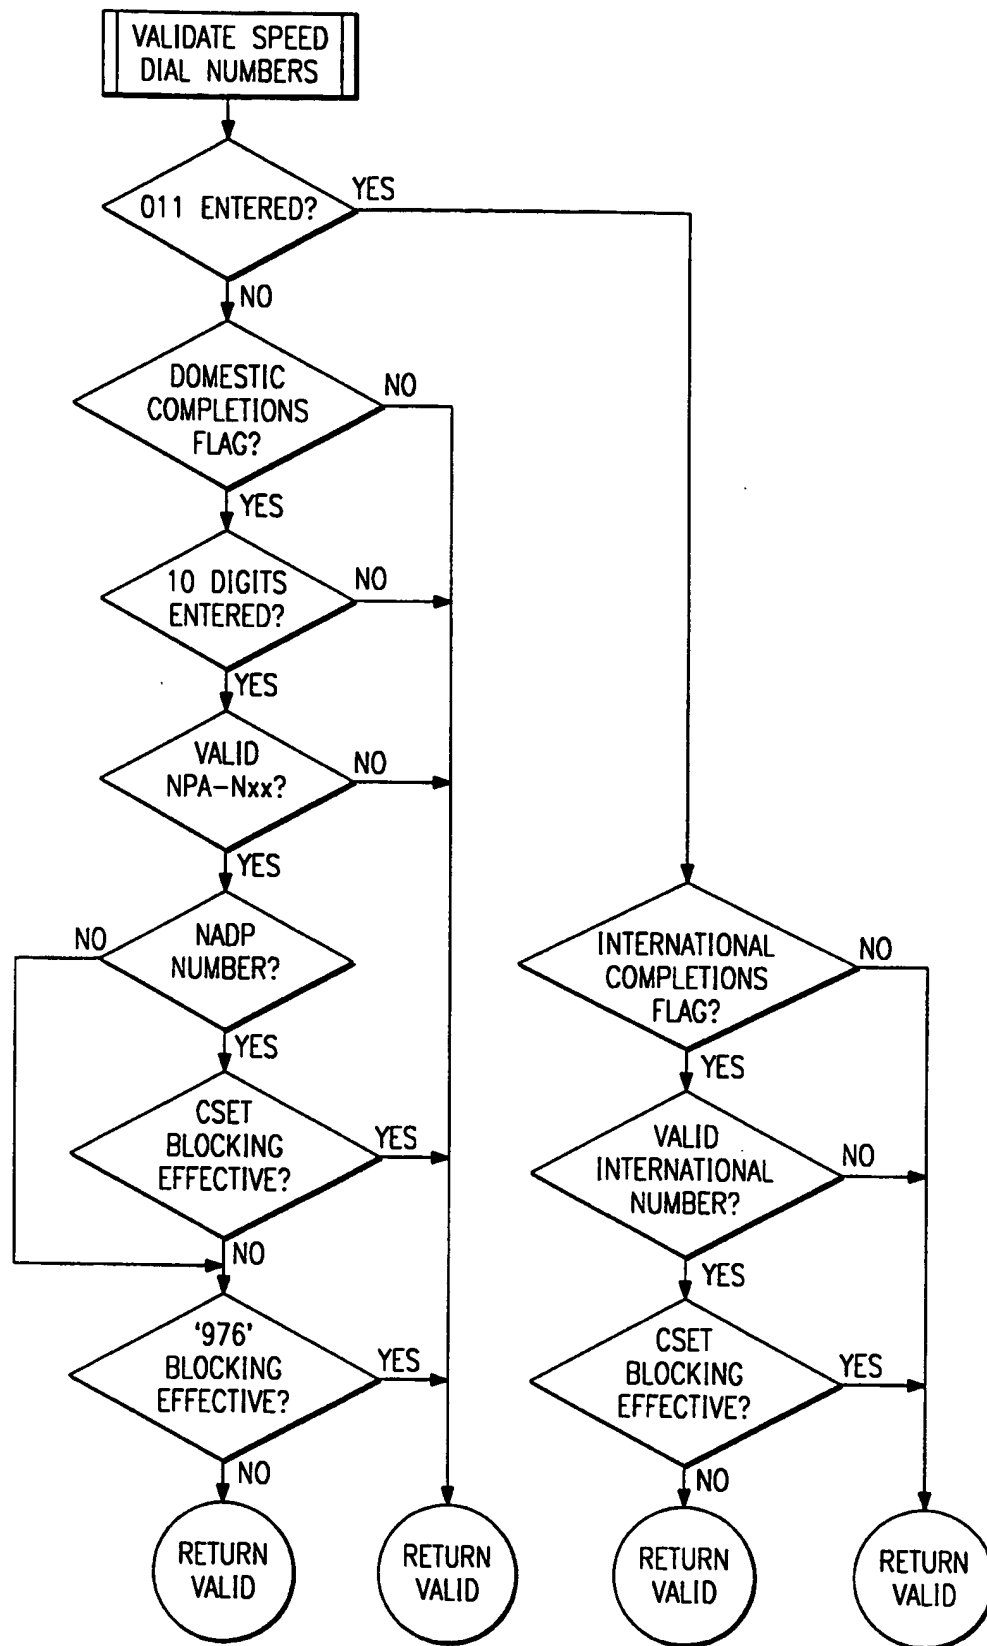 VALIDATE SPEED
DIAL NUMBERS
011 ENTERED?
YES
NO
DOMESTIC
COMPLETIONS
FLAG?
NO
YES
10 DIGITS
ENTERED?
NO
YES
VALID
NPA-Nxx?
NO
YES
NADP
NUMBER?
NO
YES
CSET
BLOCKING
EFFECTIVE?
YES
NO
'976'
BLOCKING
EFFECTIVE?
YES
NO
RETURN
VALID
RETURN
VALID
INTERNATIONAL
COMPLETIONS
FLAG?
NO
YES
VALID
INTERNATIONAL
NUMBER?
NO
YES
CSET
BLOCKING
EFFECTIVE?
YES
NO
RETURN
VALID
RETURN
VALID